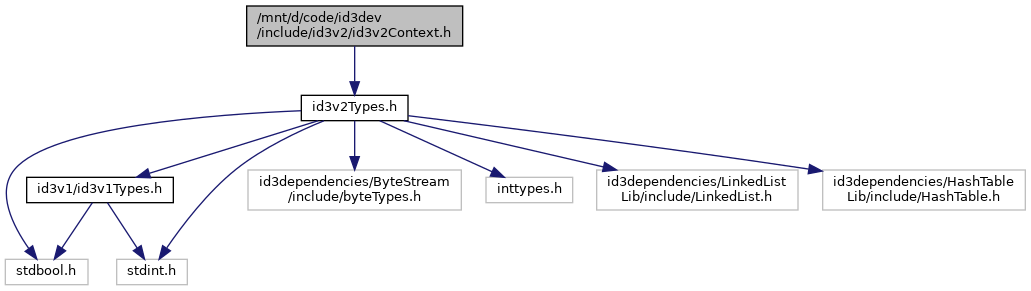 /mnt/d/code/id3dev
/include/id3v2/id3v2Context.h
id3v2Types.h
id3v1/id3v1Types.h
id3dependencies/ByteStream
/include/byteTypes.h
inttypes.h
id3dependencies/LinkedList
Lib/include/LinkedList.h
id3dependencies/HashTable
Lib/include/HashTable.h
stdbool.h
stdint.h